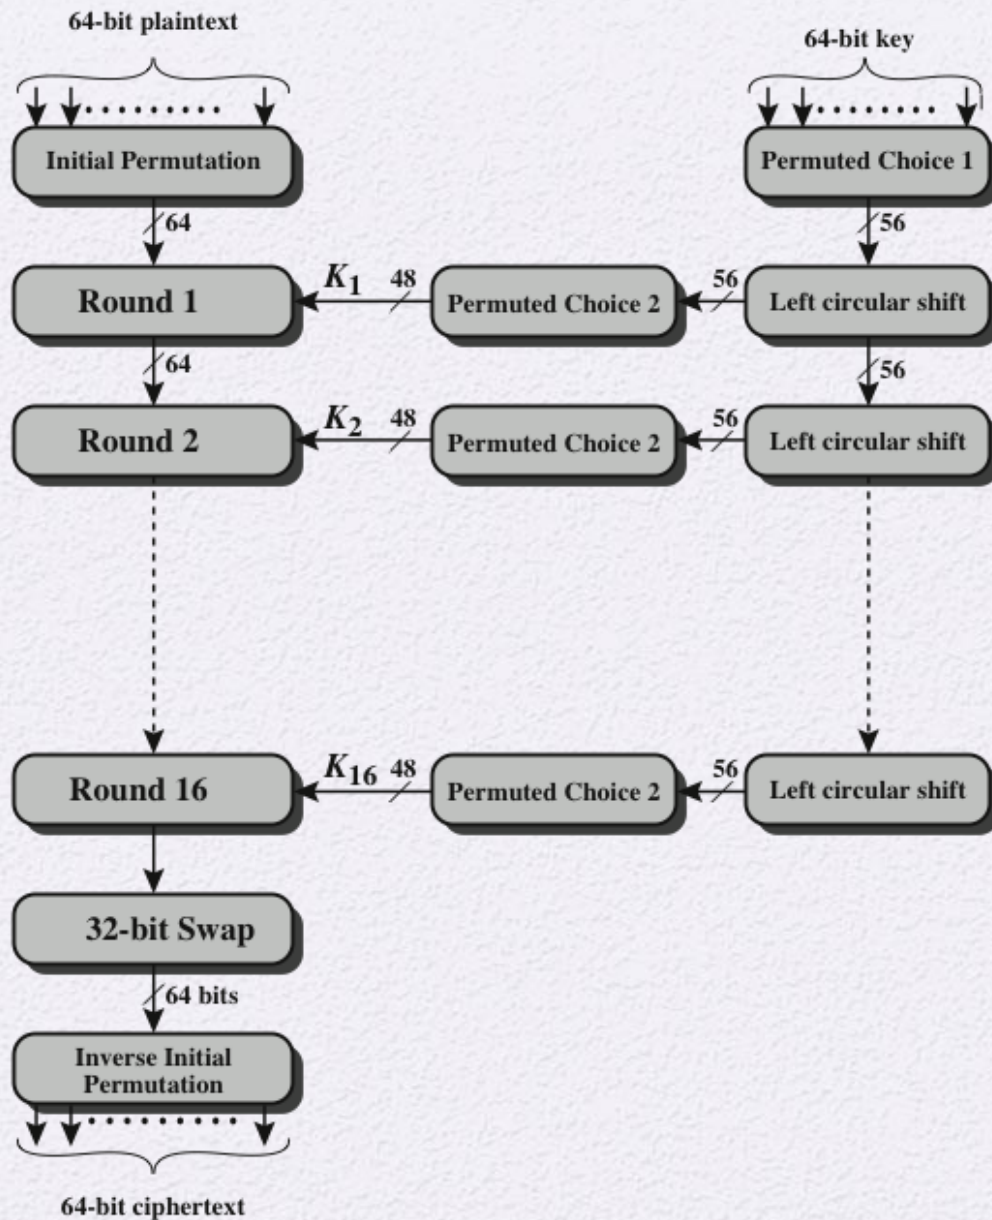 64-bit plaintext
64-bit key
Initial Permutation
Permuted Choice 1
64
56
Round 1
K1
48
Permuted Choice 2
56
Left circular shift
64
56
Round 2
K2
48
Permuted Choice 2
56
Left circular shift
Round 16
K16
48
Permuted Choice 2
56
Left circular shift
32-bit Swap
64 bits
Inverse Initial
Permutation
64-bit ciphertext